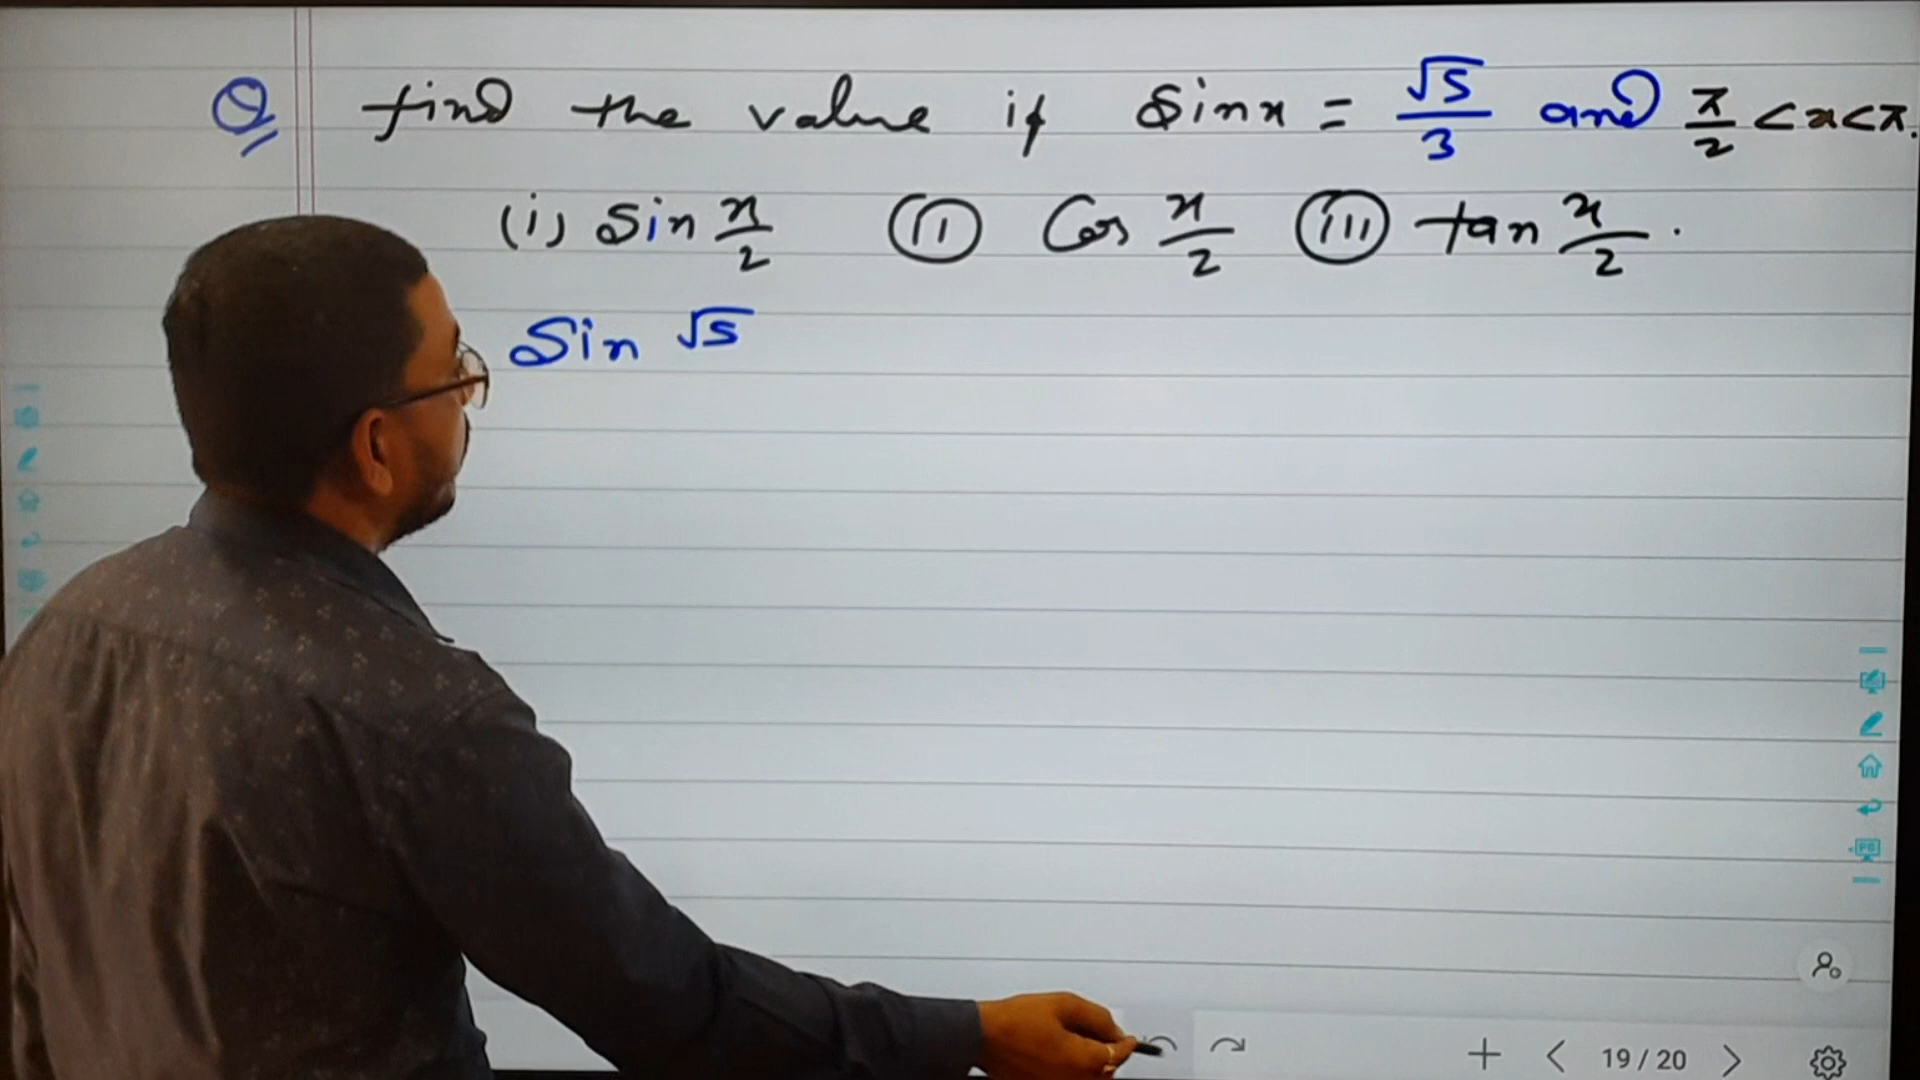 Q find the value if Sinx = √5/3 and π/2 < x < π.
(i) Sin x/2 (ii) Cos x/2 (iii) tan x/2.
Sin √5
PB
19/20